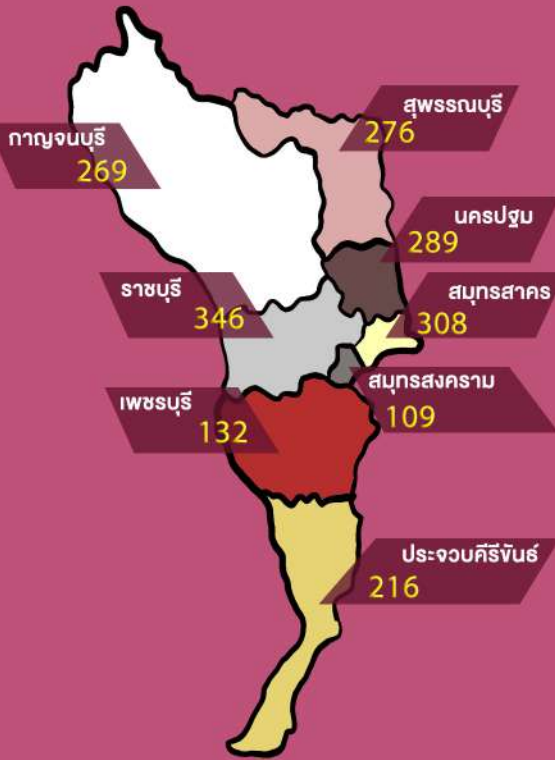 สุพรรณบุรี
276
กาญจนบุรี
269
นครปฐม
289
ราชบุรี
346
สมุทรสาคร
308
สมุทรสงคราม
109
เพชรบุรี
132
ประจวบคีรีขันธ์
216